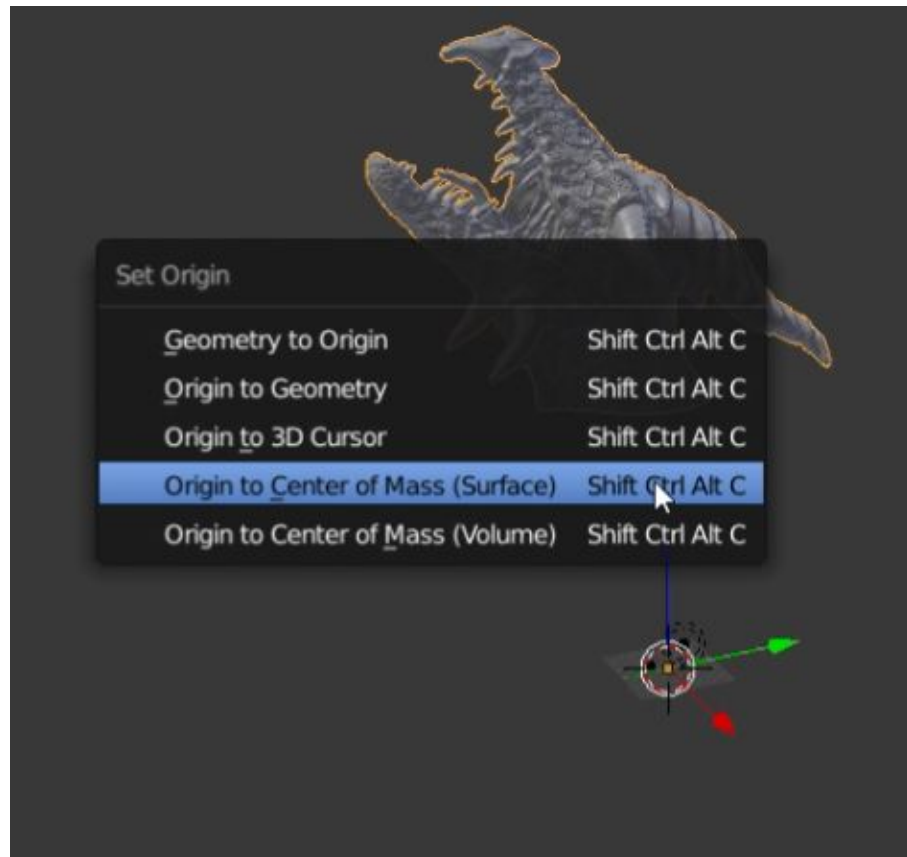 Set Origin
Geometry to Origin Shift Ctrl Alt C
Origin to Geometry Shift Ctrl Alt C
Origin to 3D Cursor Shift Ctrl Alt C
Origin to Center of Mass (Surface) Shift Ctrl Alt C
Origin to Center of Mass (Volume) Shift Ctrl Alt C